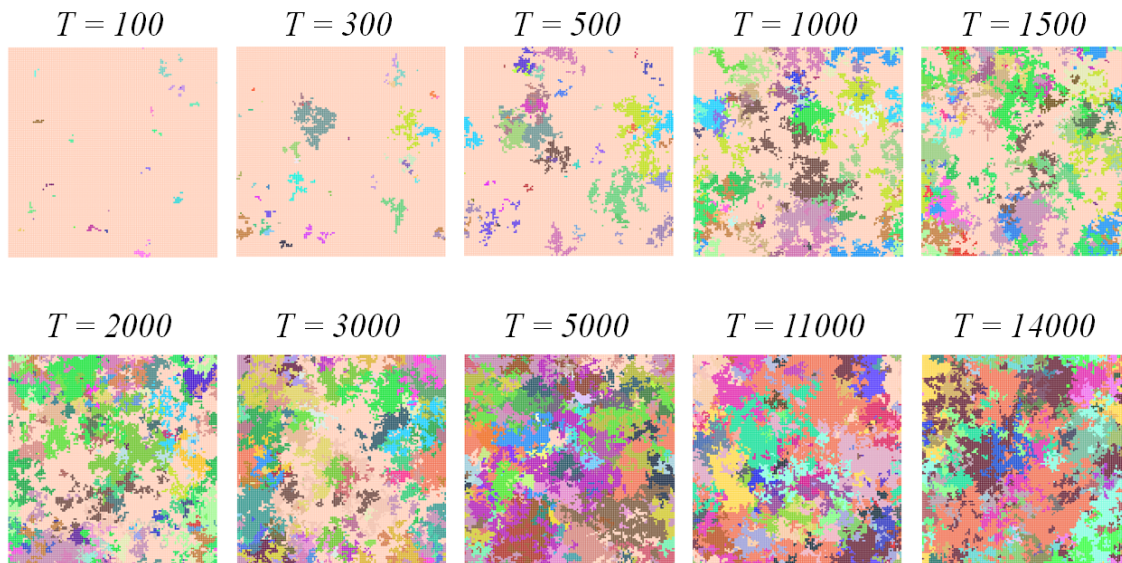 T = 100 T = 300 T = 500 T = 1000 T = 1500
T = 2000 T = 3000 T = 5000 T = 11000 T = 14000